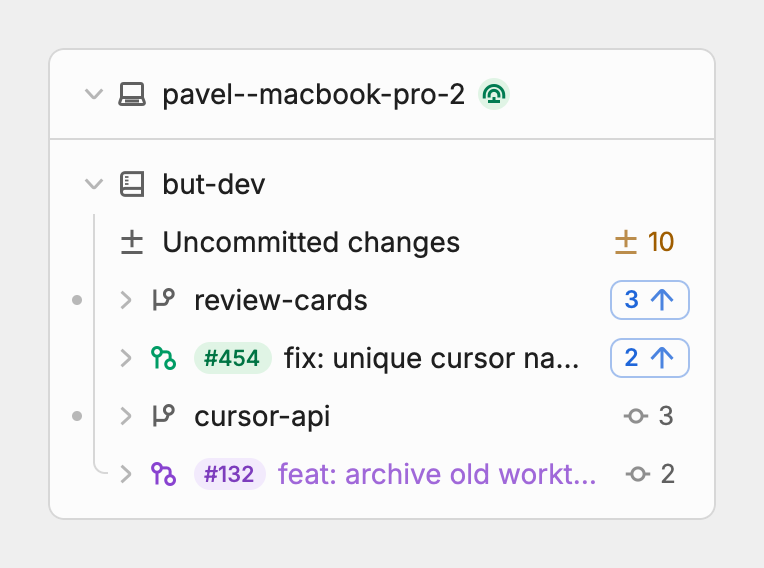 pavel--macbook-pro-2
but-dev
Uncommitted changes ± 10
review-cards 3 ↑
#454 fix: unique cursor na... 2 ↑
cursor-api 3
#132 feat: archive old workt... 2